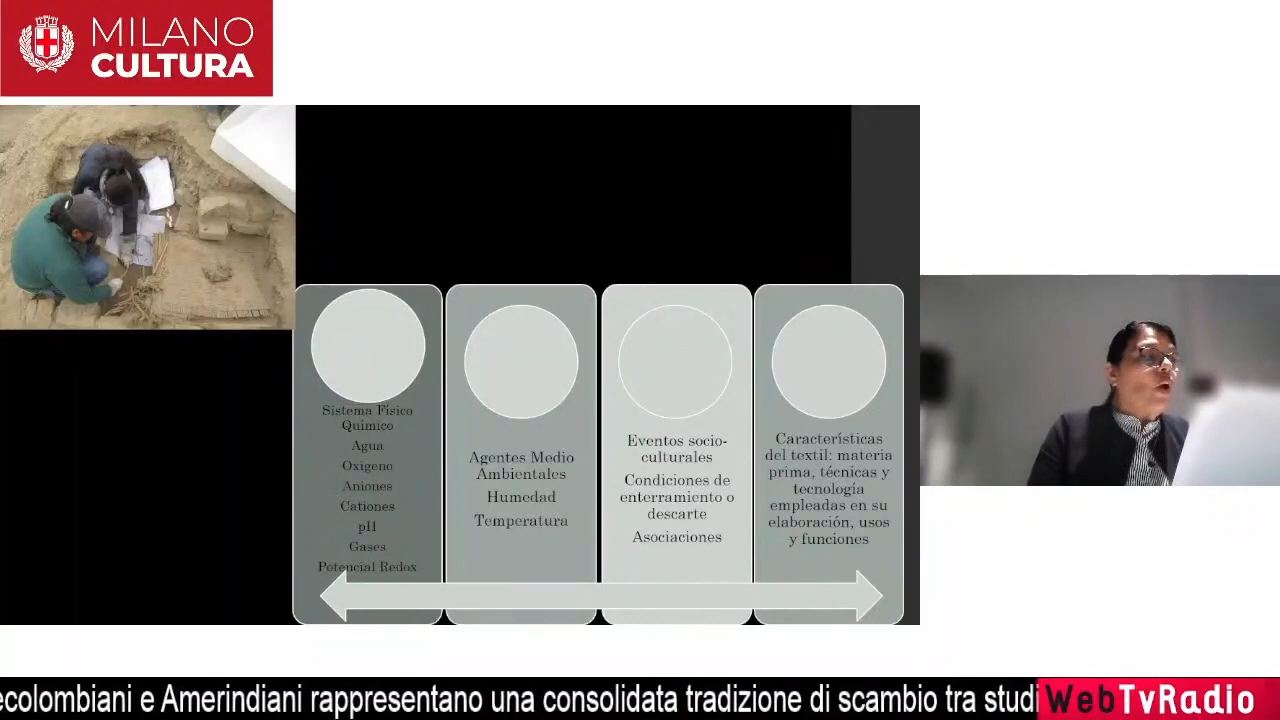 MILANO
CULTURA
Sistema Físico
Quimico
Agua
Oxigeno
Aniones
Cationes
pH
Gases
Potencial Redox
Agentes Medio
Ambientales
Humedad
Temperatura
Eventos socio-
culturales
Condiciones de
enterramiento o
descarte
Asociaciones
Características
del textil: materia
prima, técnicas y
tecnología
empleadas en su
elaboración, usos
y funciones
ecolombiani e Amerindiani rappresentano una consolidata tradizione di scambio tra studi
WebTvRadio